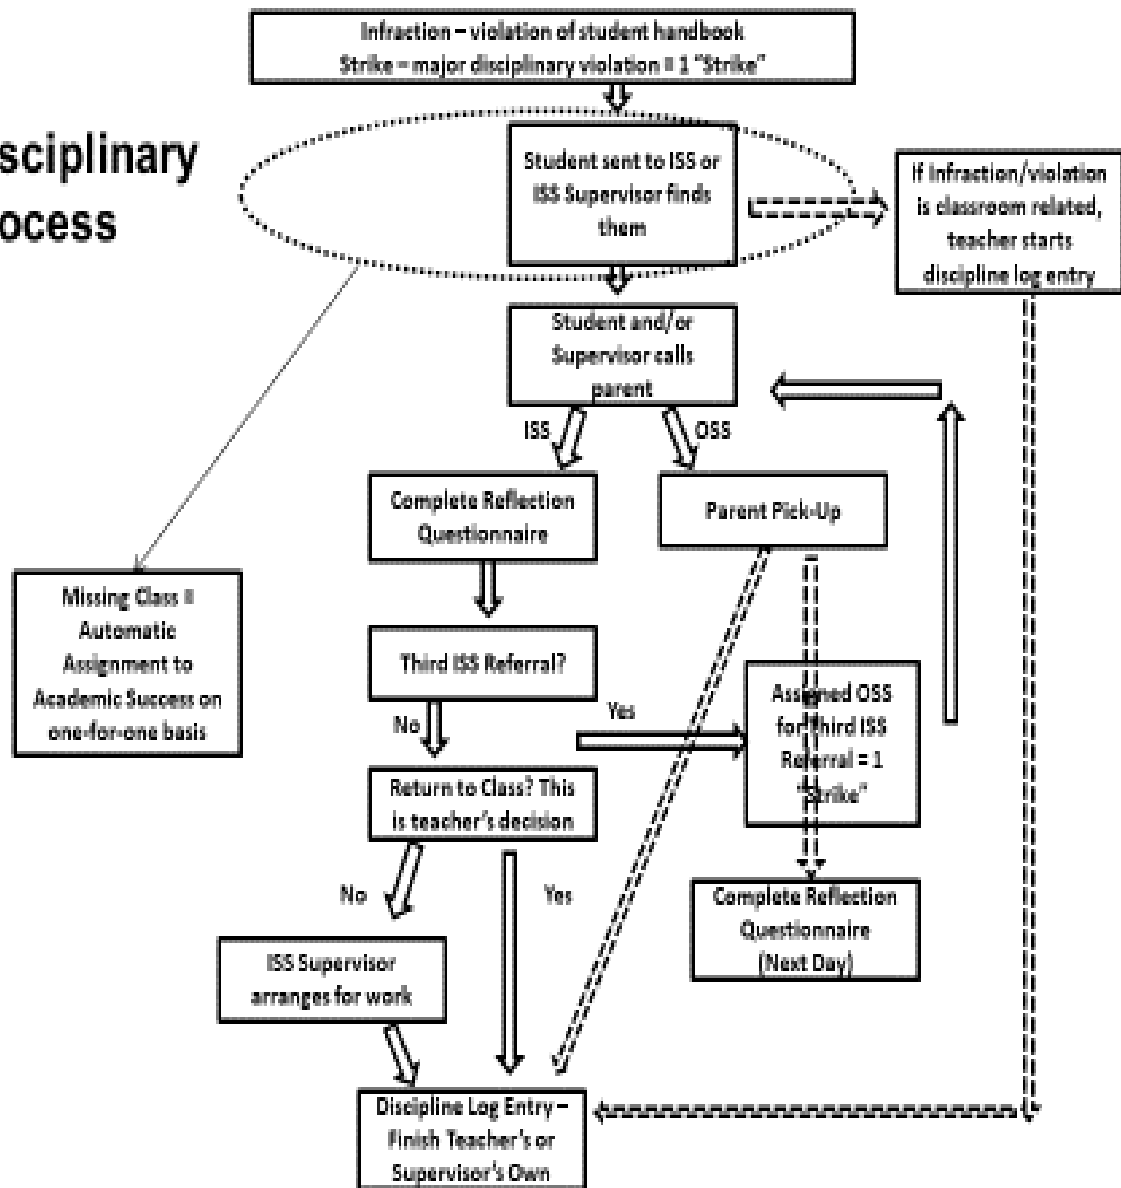 Infraction – violation of student handbook
Strike – major disciplinary violation = 1 "Strike"
sciplinary
ocess
Student sent to ISS or
ISS Supervisor finds
them
If Infraction/violation
is classroom related,
teacher starts
discipline log entry
Student and/or
Supervisor calls
parent
ISS
OSS
Complete Reflection
Questionnaire
Parent Pick-Up
Missing Class =
Automatic
Assignment to
Academic Success on
one-for-one basis
Third ISS Referral?
No
Yes
Assigned OSS
for Third ISS
Referral = 1
"Strike"
Return to Class? This
is teacher's decision
No
Yes
Complete Reflection
Questionnaire
(Next Day)
ISS Supervisor
arranges for work
Discipline Log Entry –
Finish Teacher's or
Supervisor's Own